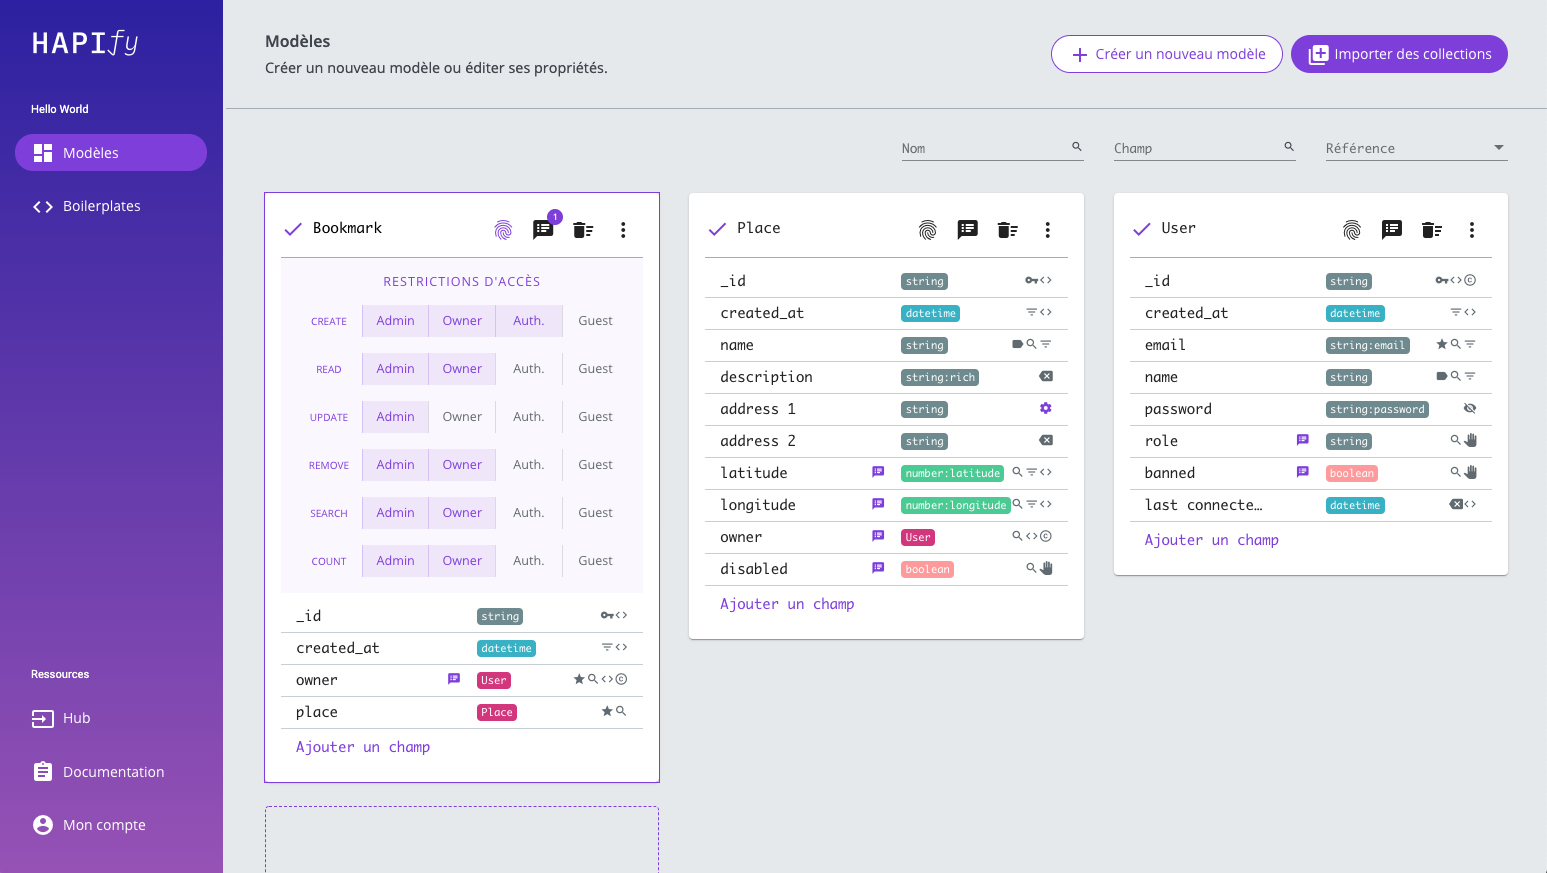 HAPIfy
Hello World
Modèles
Boilerplates
Ressources
Hub
Documentation
Mon compte
Modèles
Créer un nouveau modèle ou éditer ses propriétés.
Créer un nouveau modèle
Importer des collections
Nom
Champ
Référence
Bookmark
1
RESTRICTIONS D'ACCÈS
CREATE Admin Owner Auth. Guest
READ Admin Owner Auth. Guest
UPDATE Admin Owner Auth. Guest
REMOVE Admin Owner Auth. Guest
SEARCH Admin Owner Auth. Guest
COUNT Admin Owner Auth. Guest
_id string
created_at datetime
owner User
place Place
Ajouter un champ
Place
_id string
created_at datetime
name string
description string:rich
address 1 string
address 2 string
latitude number:latitude
longitude number:longitude
owner User
disabled boolean
Ajouter un champ
User
_id string
created_at datetime
email string:email
name string
password string:password
role string
banned boolean
last connecte… datetime
Ajouter un champ